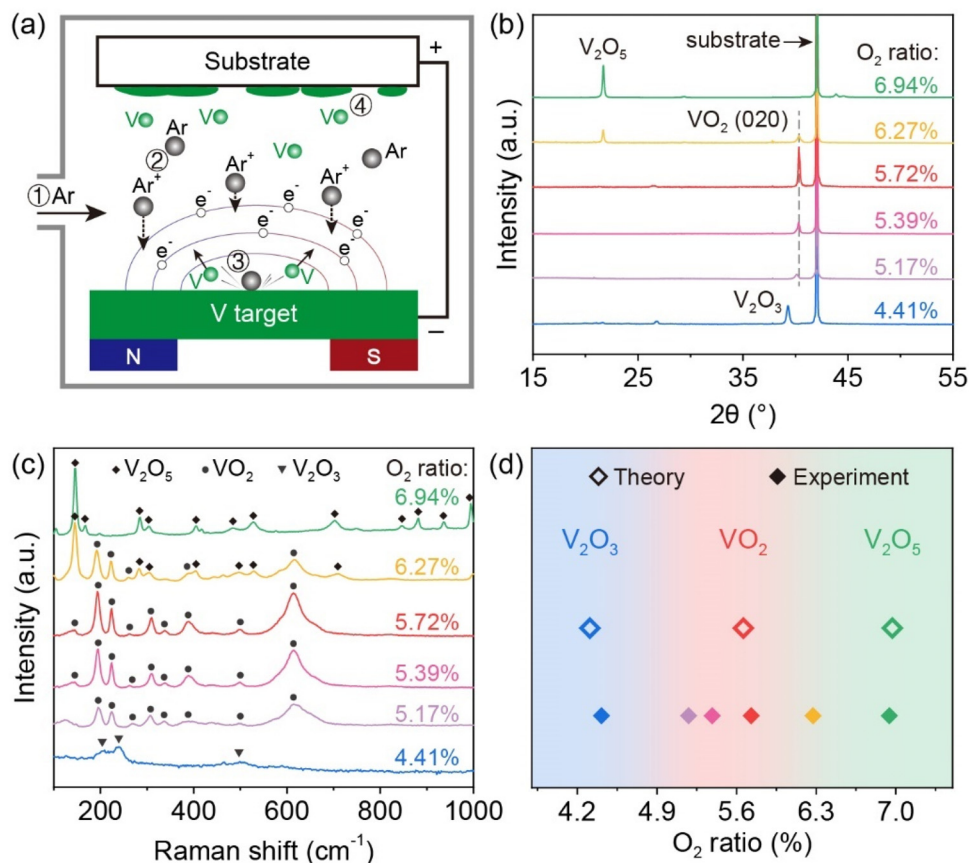 (a)
Substrate
+
V
V
④
V
Ar
②
V
Ar
① Ar
Ar⁺
Ar⁺
Ar⁺
e⁻
e⁻
e⁻
e⁻
e⁻
e⁻
V
③
V
V target
−
N
S
(b)
Intensity (a.u.)
substrate
O₂ ratio:
V₂O₅
6.94%
VO₂ (020)
6.27%
5.72%
5.39%
5.17%
V₂O₃
4.41%
15 25 35 45 55
2θ (°)
(c)
Intensity (a.u.)
V₂O₅ VO₂ V₂O₃ O₂ ratio:
6.94%
6.27%
5.72%
5.39%
5.17%
4.41%
200 400 600 800 1000
Raman shift (cm⁻¹)
(d)
Theory Experiment
V₂O₃ VO₂ V₂O₅
4.2 4.9 5.6 6.3 7.0
O₂ ratio (%)